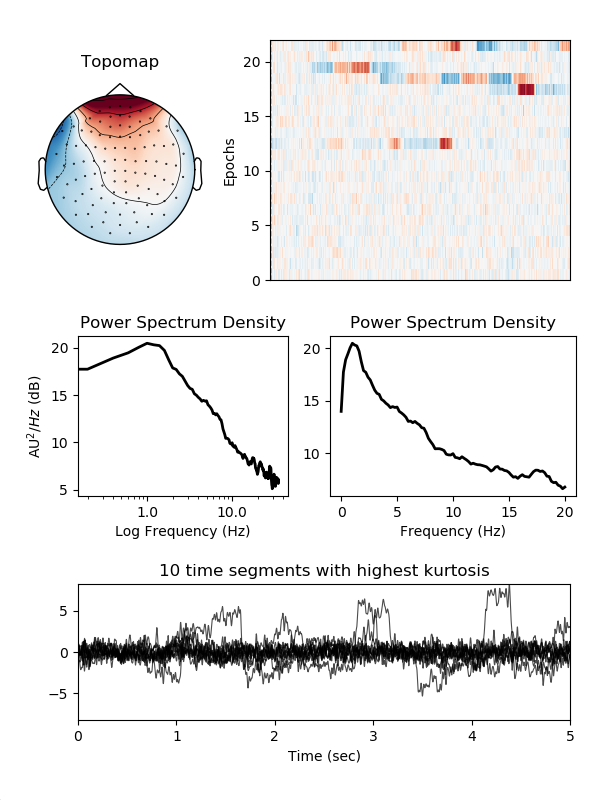 Topomap
Epochs
20
15
10
5
0
Power Spectrum Density
AU²/Hz (dB)
20
15
10
5
1.0 10.0
Log Frequency (Hz)
Power Spectrum Density
20
15
10
0 5 10 15 20
Frequency (Hz)
10 time segments with highest kurtosis
5
0
−5
0 1 2 3 4 5
Time (sec)